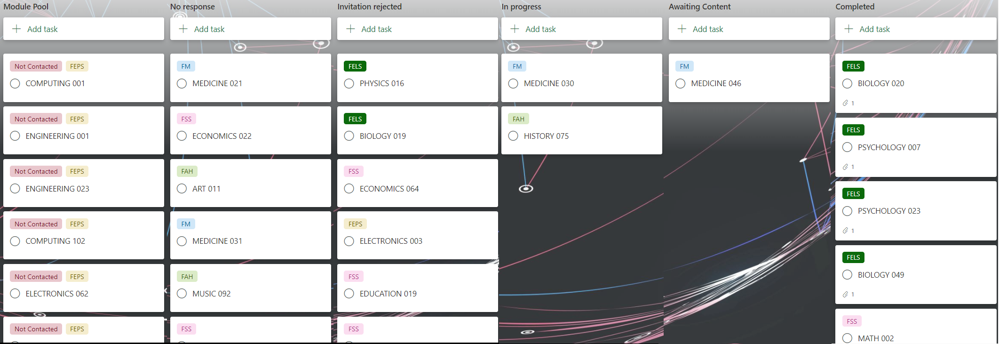 Module Pool
Add task
Not Contacted FEPS
COMPUTING 001
Not Contacted FEPS
ENGINEERING 001
Not Contacted FEPS
ENGINEERING 023
Not Contacted FEPS
COMPUTING 102
Not Contacted FEPS
ELECTRONICS 062
Not Contacted FEPS
No response
Add task
FM
MEDICINE 021
FSS
ECONOMICS 022
FAH
ART 011
FM
MEDICINE 031
FAH
MUSIC 092
FSS
Invitation rejected
Add task
FELS
PHYSICS 016
FELS
BIOLOGY 019
FSS
ECONOMICS 064
FEPS
ELECTRONICS 003
FSS
EDUCATION 019
FSS
In progress
Add task
FM
MEDICINE 030
FAH
HISTORY 075
Awaiting Content
Add task
FM
MEDICINE 046
Completed
Add task
FELS
BIOLOGY 020
1
FELS
PSYCHOLOGY 007
1
FELS
PSYCHOLOGY 023
1
FELS
BIOLOGY 049
1
FSS
MATH 002